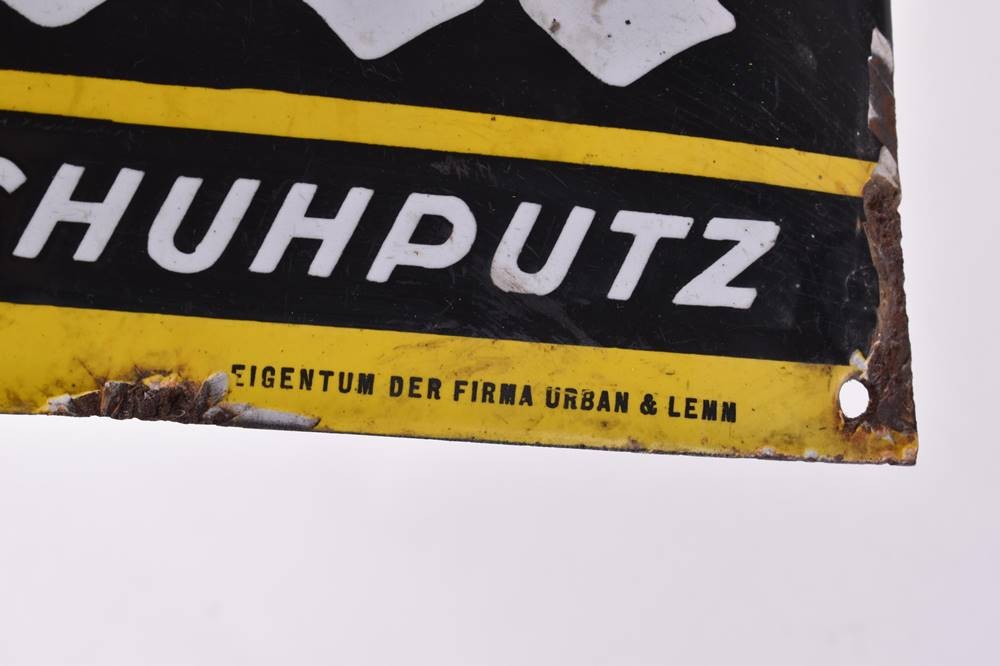 CHUHPUTZ
EIGENTUM DER FIRMA URBAN & LEMM